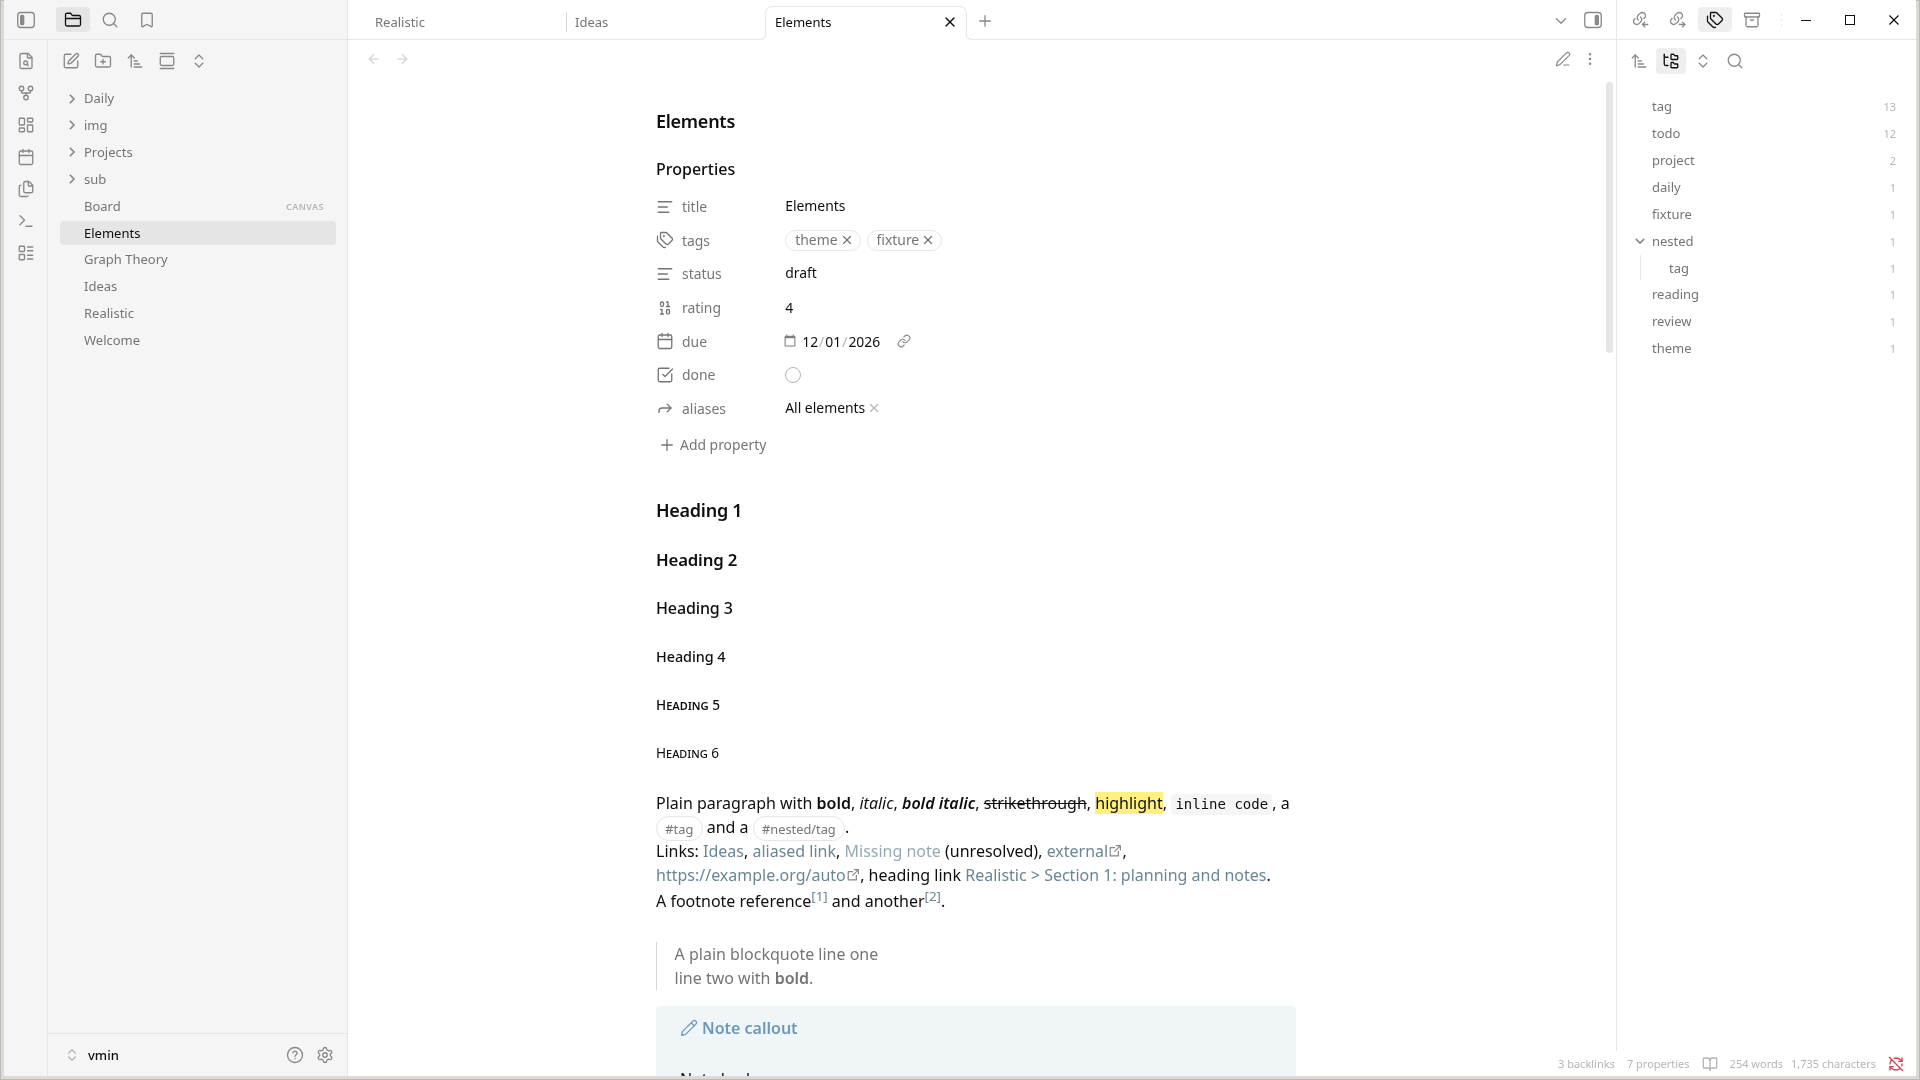 Realistic
Ideas
Elements
Daily
img
Projects
sub
Board CANVAS
Elements
Graph Theory
Ideas
Realistic
Welcome
vmin
Elements
Properties
title Elements
tags theme fixture
status draft
rating 4
due 12/01/2026
done
aliases All elements
Add property
Heading 1
Heading 2
Heading 3
Heading 4
Heading 5
Heading 6
Plain paragraph with bold, italic, bold italic, strikethrough, highlight, inline code, a
#tag and a #nested/tag.
Links: Ideas, aliased link, Missing note (unresolved), external,
https://example.org/auto, heading link Realistic > Section 1: planning and notes.
A footnote reference[1] and another[2].
A plain blockquote line one
line two with bold.
Note callout
tag 13
todo 12
project 2
daily 1
fixture 1
nested 1
tag 1
reading 1
review 1
theme 1
3 backlinks 7 properties 254 words 1,735 characters